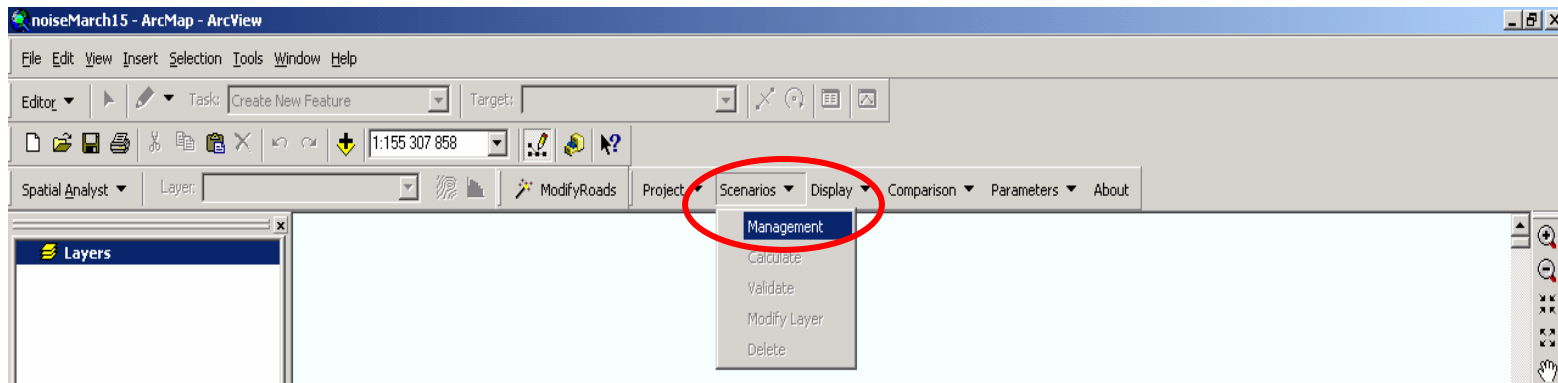 noiseMarch15 - ArcMap - ArcView
File Edit View Insert Selection Tools Window Help
Editor Task: Create New Feature Target:
1:155 307 858
Spatial Analyst Layer: ModifyRoads Project Scenarios Display Comparison Parameters About
Layers
Management
Calculate
Validate
Modify Layer
Delete